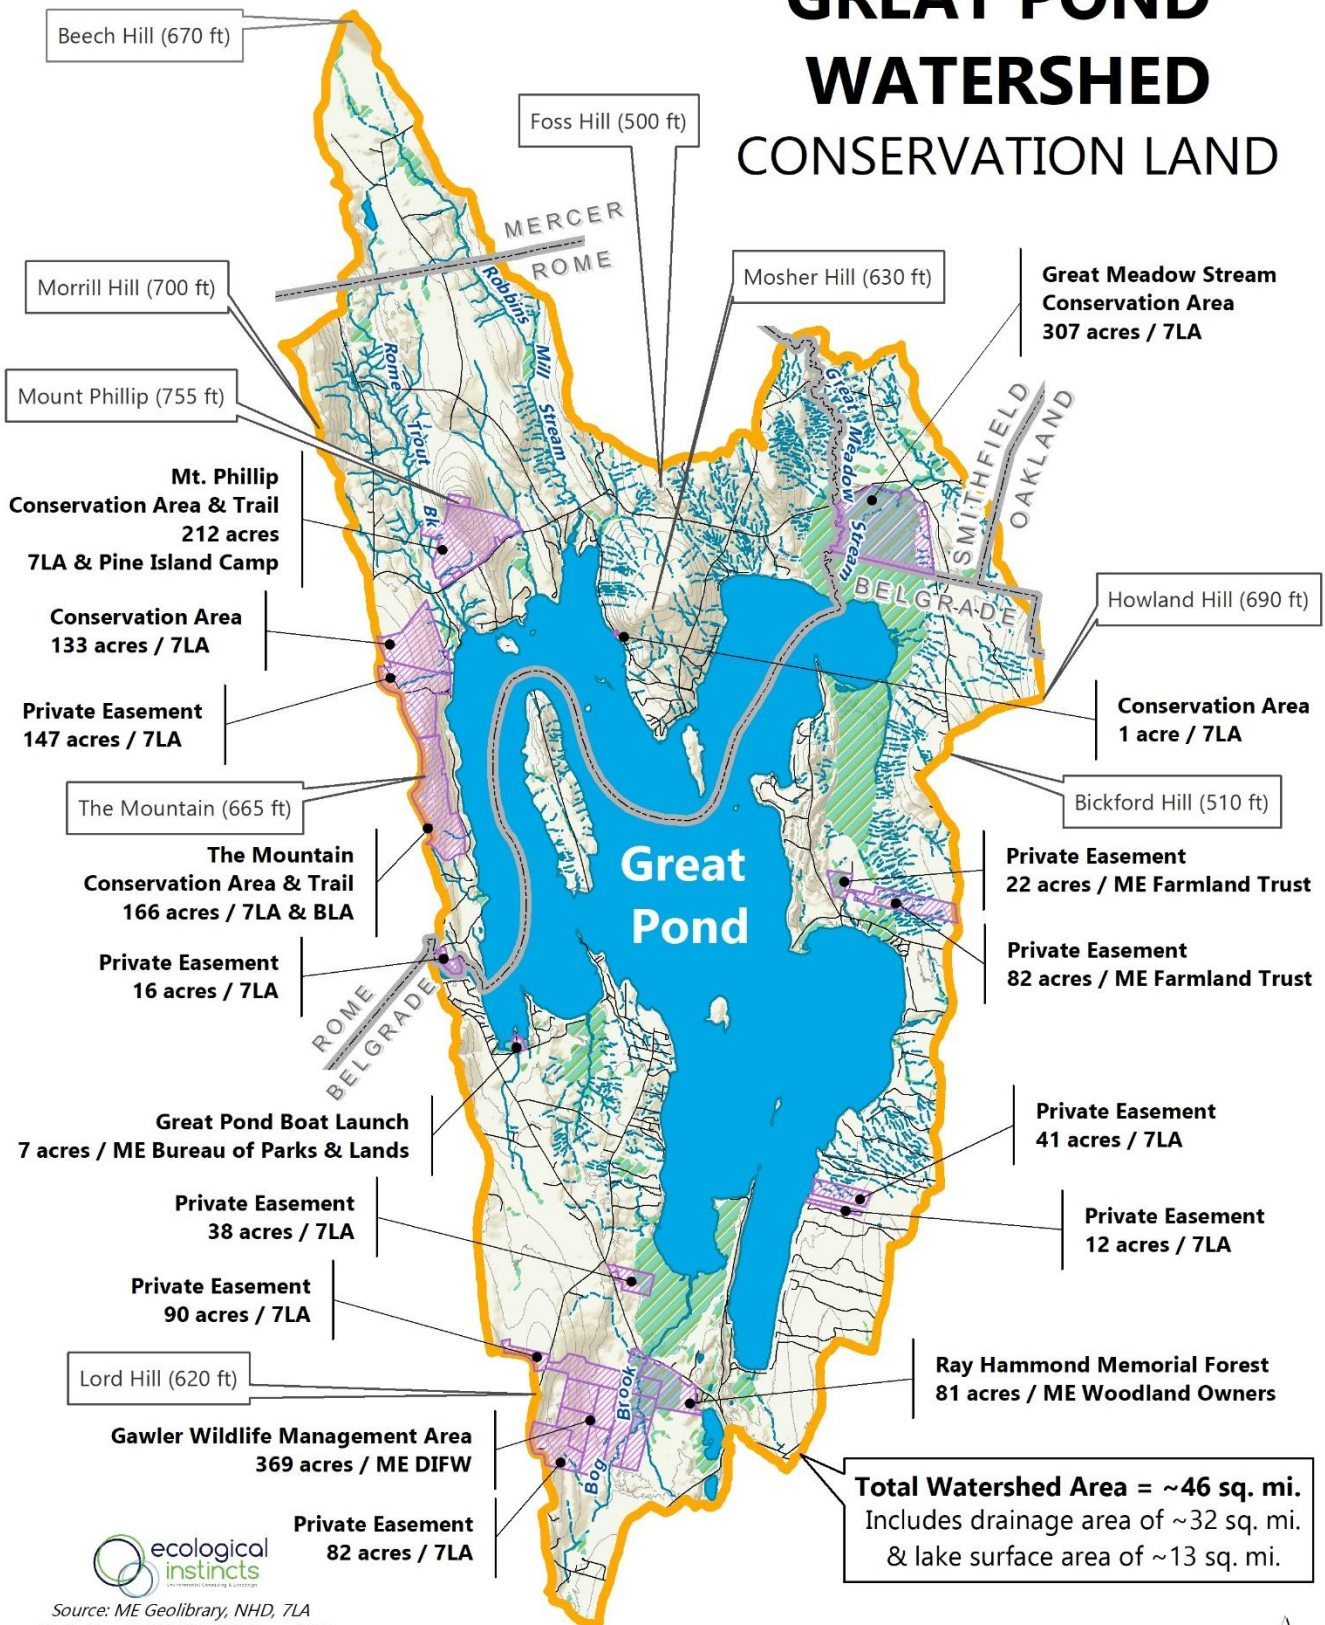 GREAT POND
WATERSHED
CONSERVATION LAND
Beech Hill (670 ft)
Foss Hill (500 ft)
MERCER
ROME
Morrill Hill (700 ft)
Mosher Hill (630 ft)
Great Meadow Stream
Conservation Area
307 acres / 7LA
Robbins
Mill
Stream
Rome
Trout
Bk
Great Meadow Stream
Mount Phillip (755 ft)
SMITHFIELD
OAKLAND
Mt. Phillip
Conservation Area & Trail
212 acres
7LA & Pine Island Camp
BELGRADE
Howland Hill (690 ft)
Conservation Area
133 acres / 7LA
Private Easement
147 acres / 7LA
Conservation Area
1 acre / 7LA
The Mountain (665 ft)
Bickford Hill (510 ft)
The Mountain
Conservation Area & Trail
166 acres / 7LA & BLA
Great
Pond
Private Easement
22 acres / ME Farmland Trust
Private Easement
82 acres / ME Farmland Trust
Private Easement
16 acres / 7LA
ROME
BELGRADE
Great Pond Boat Launch
7 acres / ME Bureau of Parks & Lands
Private Easement
41 acres / 7LA
Private Easement
12 acres / 7LA
Private Easement
38 acres / 7LA
Private Easement
90 acres / 7LA
Lord Hill (620 ft)
Bog
Brook
Ray Hammond Memorial Forest
81 acres / ME Woodland Owners
Gawler Wildlife Management Area
369 acres / ME DIFW
Private Easement
82 acres / 7LA
Total Watershed Area = ~46 sq. mi.
Includes drainage area of ~32 sq. mi.
& lake surface area of ~13 sq. mi.
ecological
instincts
Source: ME Geolibrary, NHD, 7LA